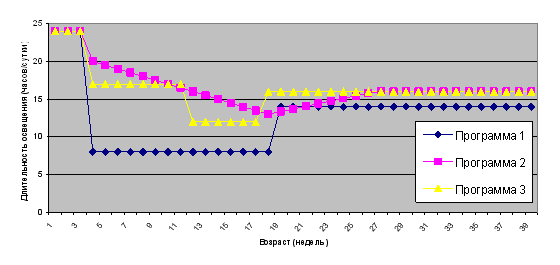 Длительность освщения (часов/сутки)
25
20
15
10
5
0
1 3 5 7 9 11 13 15 17 19 21 23 25 27 29 31 33 35 37 39
Возраст (недель)
Программа 1
Программа 2
Программа 3